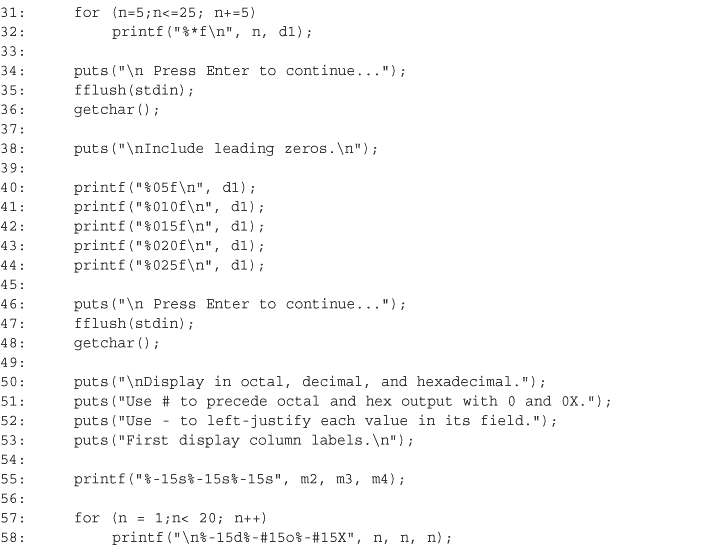 31:     for (n=5;n<=25; n+=5)
32:         printf("%*f\n", n, d1);
33:
34:     puts("\n Press Enter to continue...");
35:     fflush(stdin);
36:     getchar();
37:
38:     puts("\nInclude leading zeros.\n");
39:
40:     printf("%05f\n", d1);
41:     printf("%010f\n", d1);
42:     printf("%015f\n", d1);
43:     printf("%020f\n", d1);
44:     printf("%025f\n", d1);
45:
46:     puts("\n Press Enter to continue...");
47:     fflush(stdin);
48:     getchar();
49:
50:     puts("\nDisplay in octal, decimal, and hexadecimal.");
51:     puts("Use # to precede octal and hex output with 0 and 0X.");
52:     puts("Use - to left-justify each value in its field.");
53:     puts("First display column labels.\n");
54:
55:     printf("%-15s%-15s%-15s", m2, m3, m4);
56:
57:     for (n = 1;n< 20; n++)
58:         printf("\n%-15d%-#15o%-#15X", n, n, n);